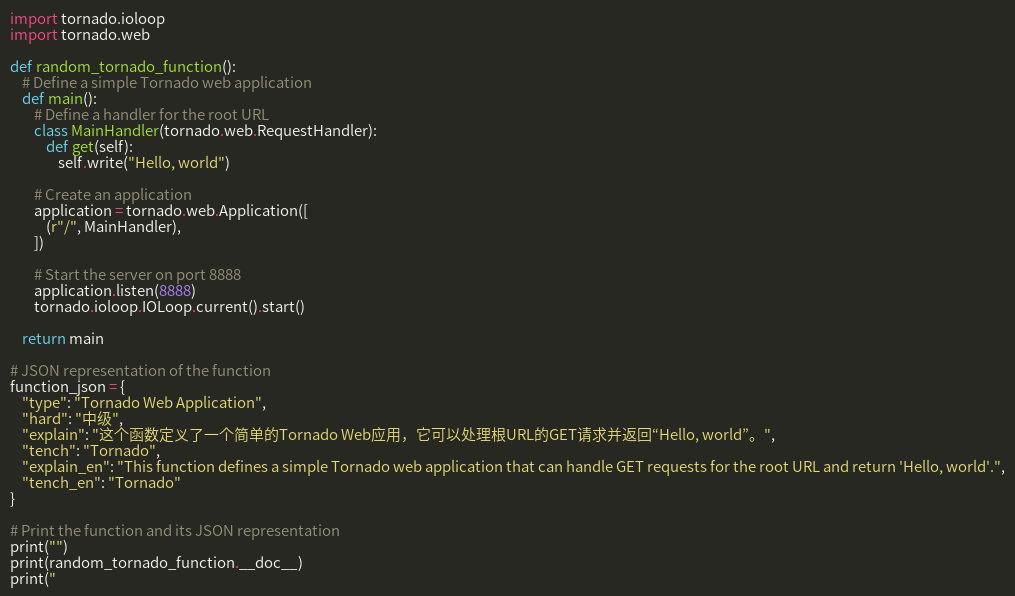 import tornado.ioloop
import tornado.web

def random_tornado_function():
    # Define a simple Tornado web application
    def main():
        # Define a handler for the root URL
        class MainHandler(tornado.web.RequestHandler):
            def get(self):
                self.write("Hello, world")

        # Create an application
        application = tornado.web.Application([
            (r"/", MainHandler),
        ])

        # Start the server on port 8888
        application.listen(8888)
        tornado.ioloop.IOLoop.current().start()

    return main

# JSON representation of the function
function_json = {
    "type": "Tornado Web Application",
    "hard": "中级",
    "explain": "这个函数定义了一个简单的Tornado Web应用，它可以处理根URL的GET请求并返回“Hello, world”。",
    "tench": "Tornado",
    "explain_en": "This function defines a simple Tornado web application that can handle GET requests for the root URL and return 'Hello, world'.",
    "tench_en": "Tornado"
}

# Print the function and its JSON representation
print("")
print(random_tornado_function.__doc__)
print("